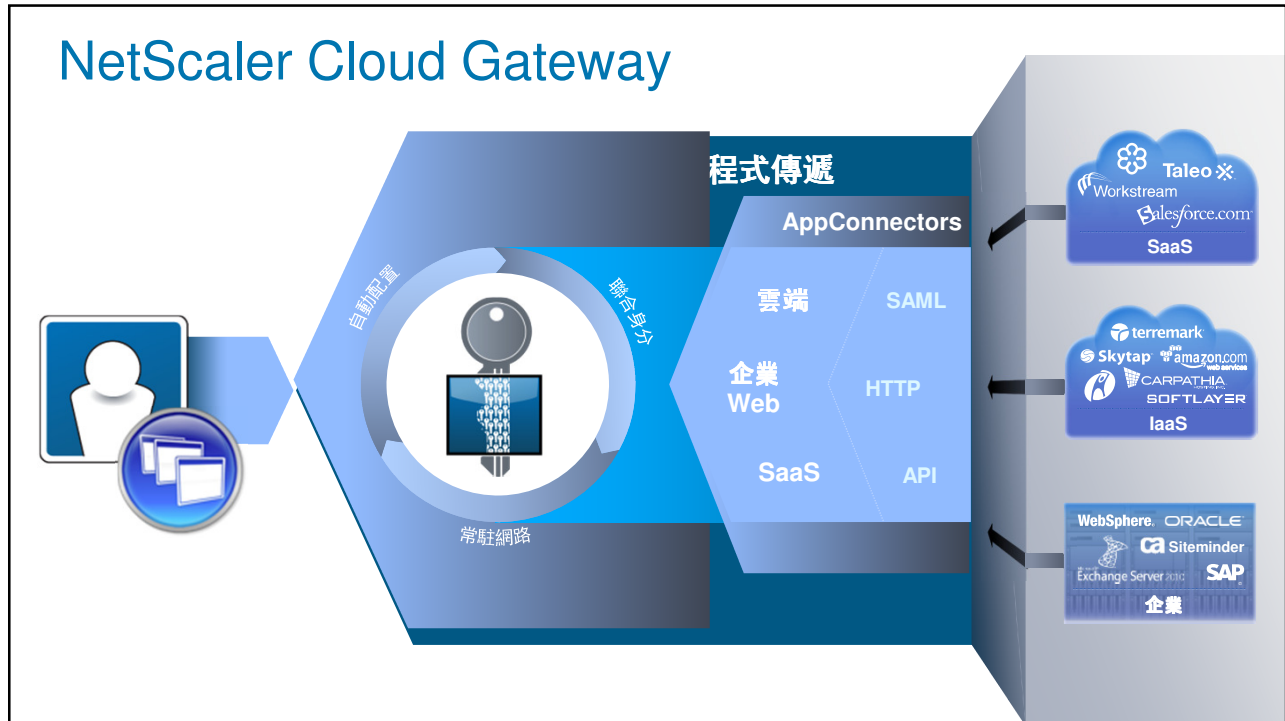 NetScaler Cloud Gateway
程式傳遞
AppConnectors
自動配置
聯合身分
常駐網路
雲端
SAML
企業
Web
HTTP
SaaS
API
Taleo
Workstream
salesforce.com
SaaS
terremark
Skytap
amazon.com
web services
CARPATHIA
SOFTLAYER
IaaS
WebSphere. ORACLE
ca Siteminder
Exchange Server 2010
SAP
企業